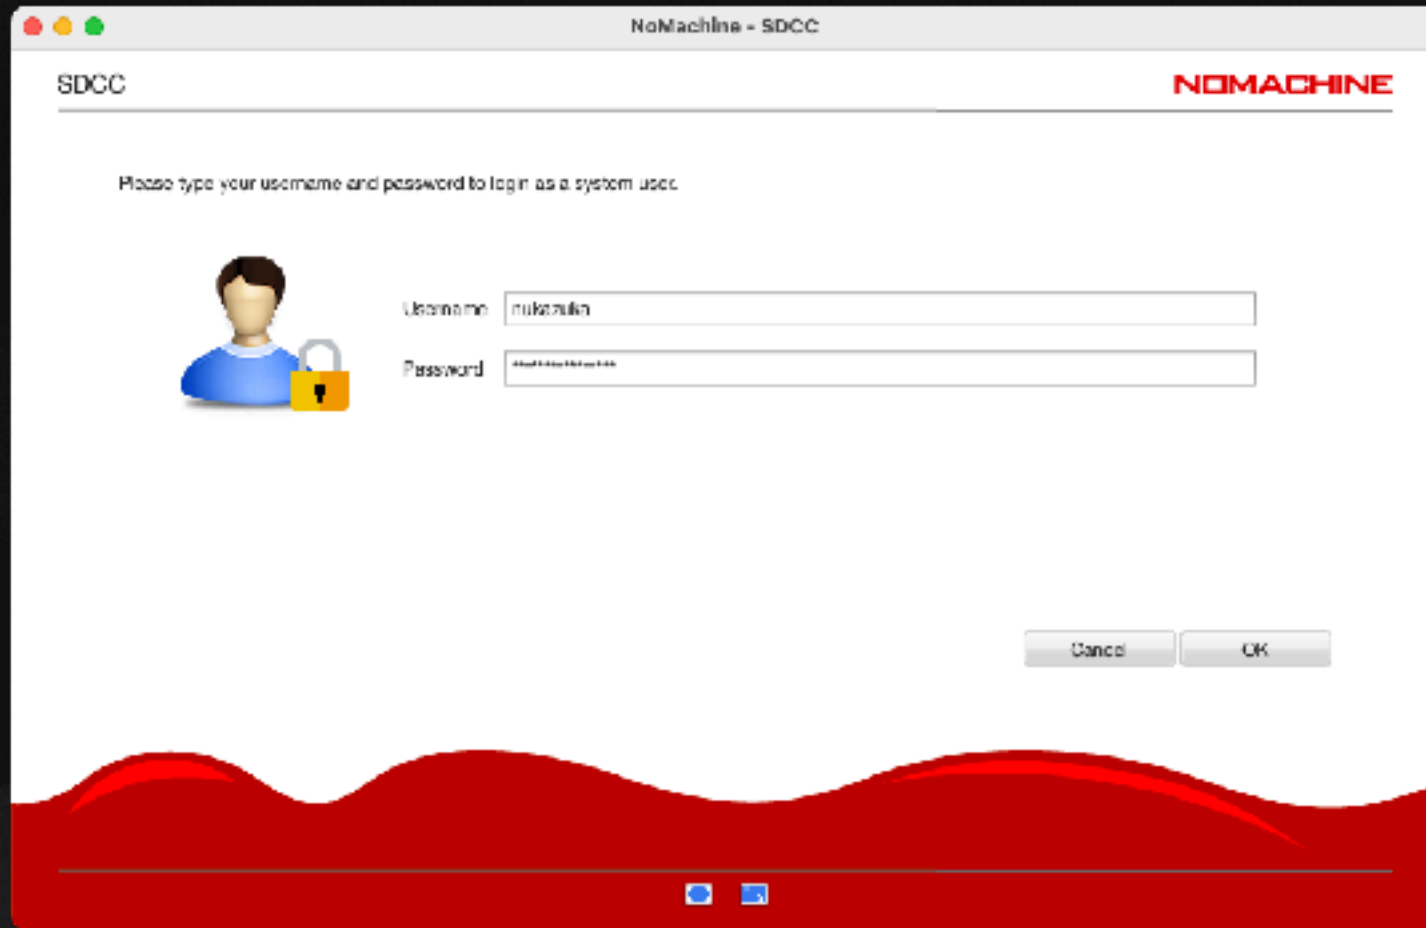 NoMachine - SDCC
SDCC
NOMACHINE
Please type your username and password to login as a system user.
Username nukazuka
Password ****************
Cancel OK